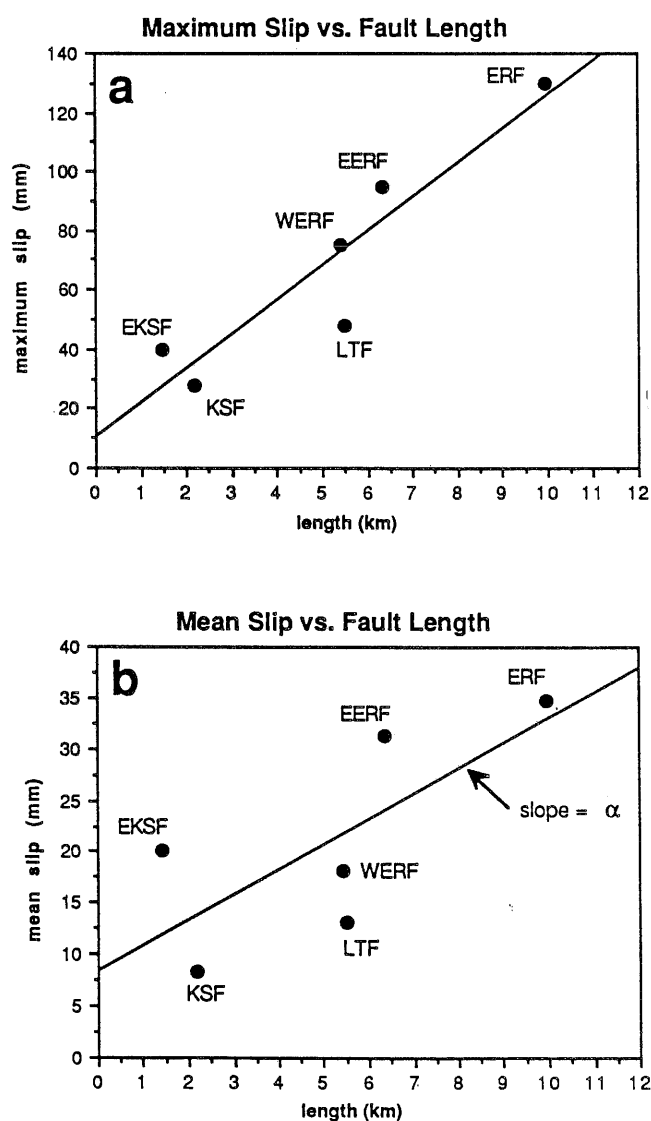 Maximum Slip vs. Fault Length
a
maximum slip (mm)
140
120
100
80
60
40
20
0
ERF
EERF
WERF
EKSF
LTF
KSF
0 1 2 3 4 5 6 7 8 9 10 11 12
length (km)
Mean Slip vs. Fault Length
b
mean slip (mm)
40
35
30
25
20
15
10
5
0
ERF
EERF
slope = α
EKSF
WERF
LTF
KSF
0 1 2 3 4 5 6 7 8 9 10 11 12
length (km)